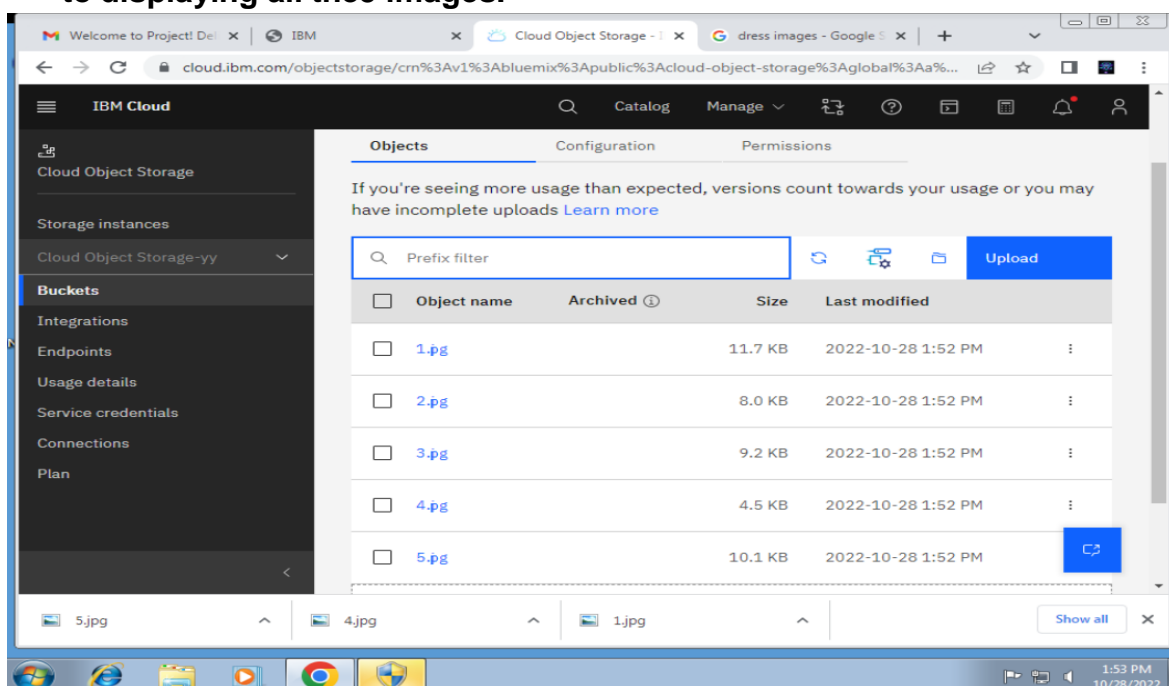 to displaying all thee images.
Welcome to Project! Del
IBM
Cloud Object Storage - I
dress images - Google S
cloud.ibm.com/objectstorage/crn%3Av1%3Abluemix%3Apublic%3Acloud-object-storage%3Aglobal%3Aa%...
IBM Cloud
Catalog
Manage
Cloud Object Storage
Storage instances
Cloud Object Storage-yy
Buckets
Integrations
Endpoints
Usage details
Service credentials
Connections
Plan
Objects Configuration Permissions
If you're seeing more usage than expected, versions count towards your usage or you may
have incomplete uploads Learn more
Prefix filter
Upload
Object name Archived Size Last modified
1.jpg 11.7 KB 2022-10-28 1:52 PM
2.jpg 8.0 KB 2022-10-28 1:52 PM
3.jpg 9.2 KB 2022-10-28 1:52 PM
4.jpg 4.5 KB 2022-10-28 1:52 PM
5.jpg 10.1 KB 2022-10-28 1:52 PM
5.jpg 4.jpg 1.jpg Show all
1:53 PM
10/28/2022